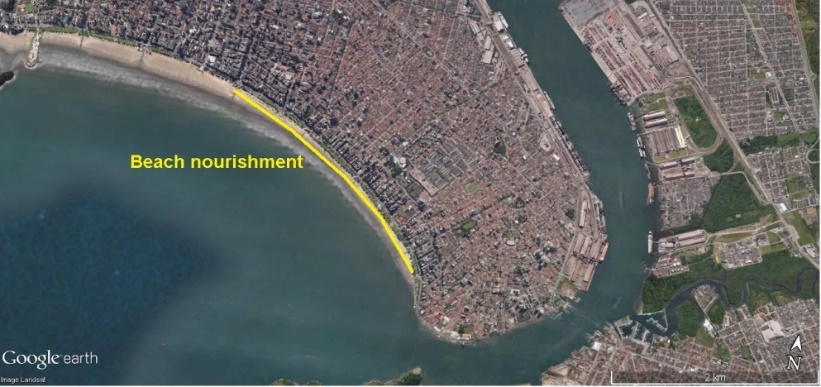 Beach nourishment
Google earth
Image Landsat
2 km
N